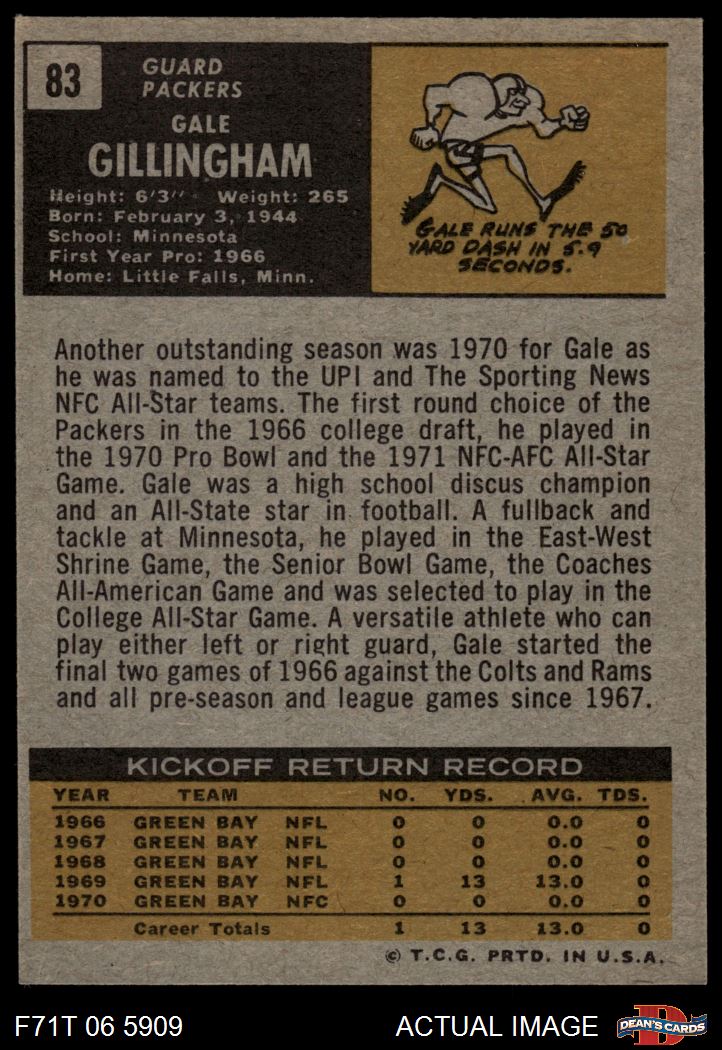 83
GUARD
PACKERS
GALE
GILLINGHAM
Height: 6'3" Weight: 265
Born: February 3, 1944
School: Minnesota
First Year Pro: 1966
Home: Little Falls, Minn.
GALE RUNS THE 50
YARD DASH IN 5.9
SECONDS.
Another outstanding season was 1970 for Gale as
he was named to the UPI and The Sporting News
NFC All-Star teams. The first round choice of the
Packers in the 1966 college draft, he played in
the 1970 Pro Bowl and the 1971 NFC-AFC All-Star
Game. Gale was a high school discus champion
and an All-State star in football. A fullback and
tackle at Minnesota, he played in the East-West
Shrine Game, the Senior Bowl Game, the Coaches
All-American Game and was selected to play in the
College All-Star Game. A versatile athlete who can
play either left or right guard, Gale started the
final two games of 1966 against the Colts and Rams
and all pre-season and league games since 1967.
KICKOFF RETURN RECORD
YEAR TEAM NO. YDS. AVG. TDS.
1966 GREEN BAY NFL 0 0 0.0 0
1967 GREEN BAY NFL 0 0 0.0 0
1968 GREEN BAY NFL 0 0 0.0 0
1969 GREEN BAY NFL 1 13 13.0 0
1970 GREEN BAY NFC 0 0 0.0 0
Career Totals 1 13 13.0 0
© T.C.G. PRTD. IN U.S.A.
F71T 06 5909 ACTUAL IMAGE DEAN'S CARDS